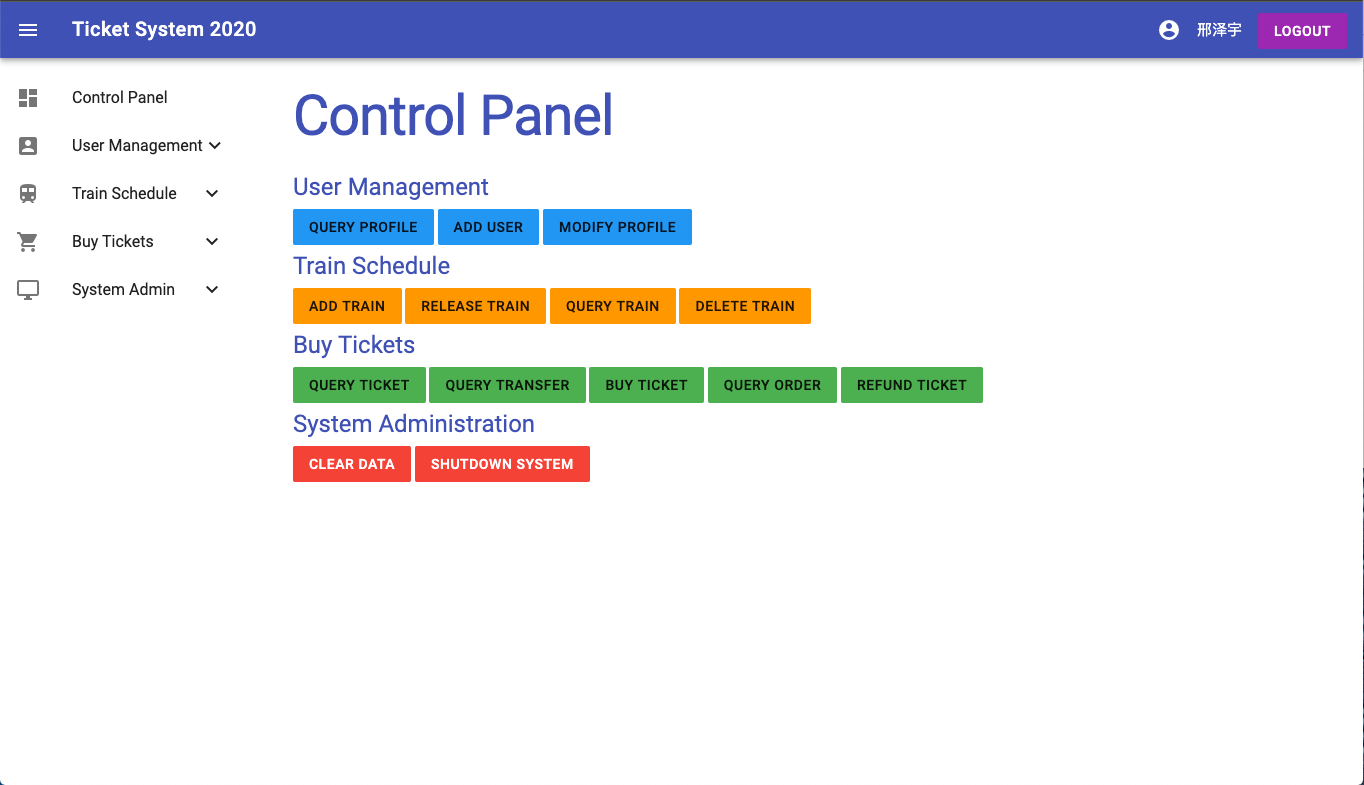 Ticket System 2020
邢泽宇
LOGOUT
Control Panel
User Management
Train Schedule
Buy Tickets
System Admin
Control Panel
User Management
QUERY PROFILE ADD USER MODIFY PROFILE
Train Schedule
ADD TRAIN RELEASE TRAIN QUERY TRAIN DELETE TRAIN
Buy Tickets
QUERY TICKET QUERY TRANSFER BUY TICKET QUERY ORDER REFUND TICKET
System Administration
CLEAR DATA SHUTDOWN SYSTEM